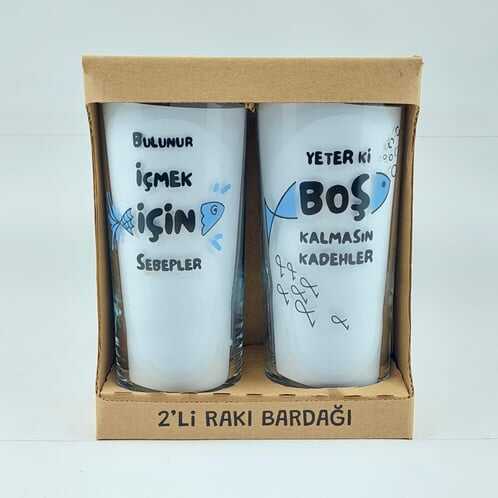 BULUNUR
İÇMEK
İÇİN
SEBEPLER
YETER Kİ
BOŞ
KALMASIN
KADEHLER
2'Lİ RAKI BARDAĞI